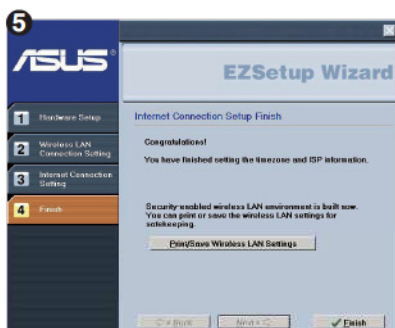 5
ASUS
EZSetup Wizard
1 Hardware Setup
2 Wireless LAN
Connection Setting
3 Internet Connection
Setting
4 Finish
Internet Connection Setup Finish
Congratulations!
You have finished setting the timezone and ISP information.
Security-enabled wireless LAN environment is built now.
You can print or save the wireless LAN settings for
safekeeping.
Print/Save Wireless LAN Settings
Next
Finish